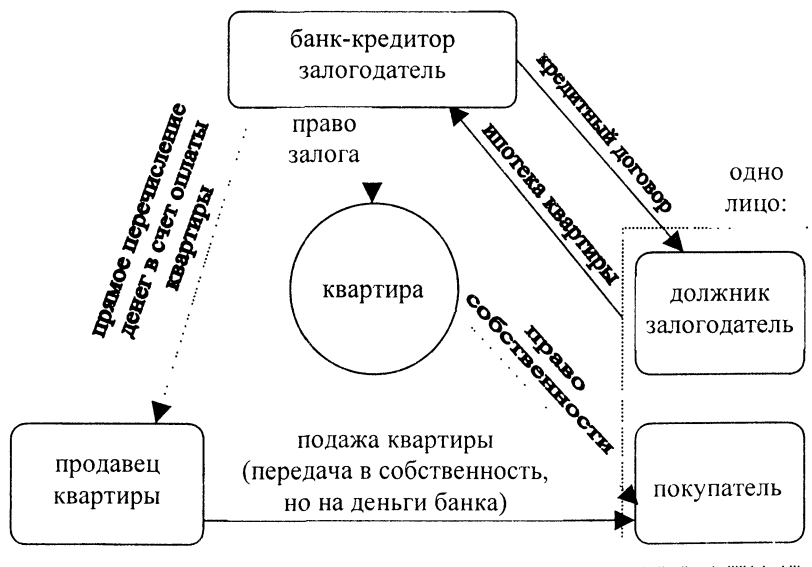 банк-кредитор
залогодатель
право
залога
кредитный договор
ипотека квартиры
одно
лицо:
прямое перечисление
денег в счет оплаты
квартиры
квартира
должник
залогодатель
право
собственности
продавец
квартиры
подажа квартиры
(передача в собственность,
но на деньги банка)
покупатель